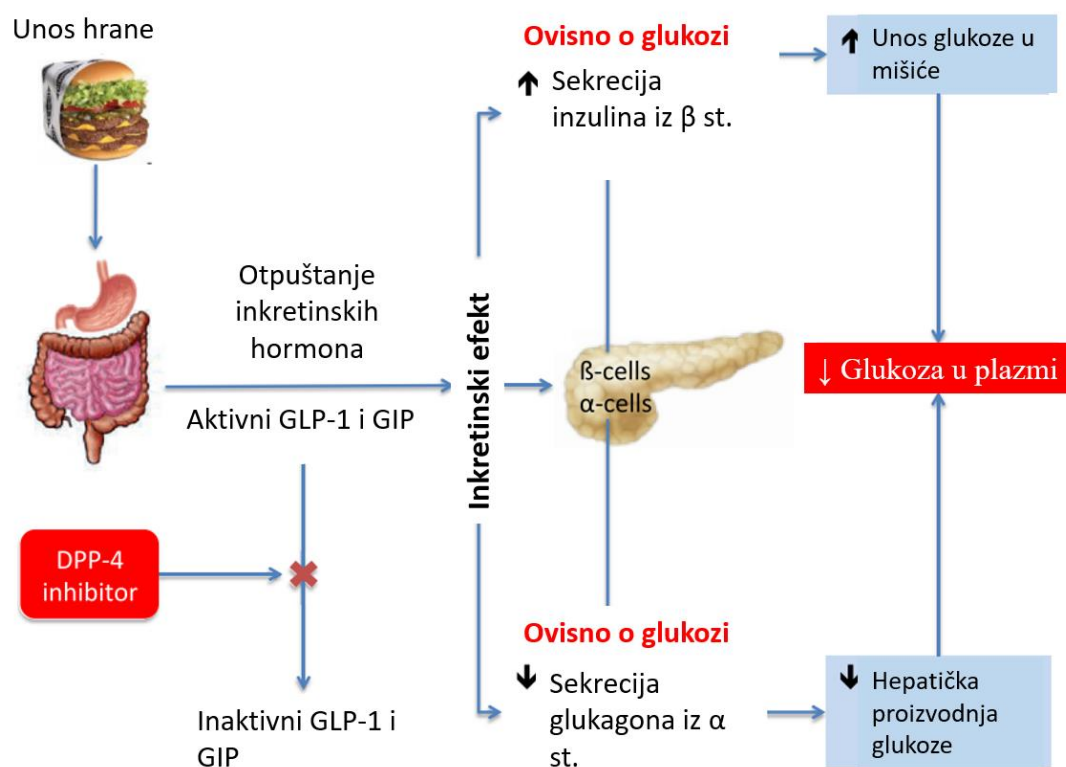 Unos hrane
Ovisno o glukozi
↑ Sekrecija
inzulina iz β st.
↑ Unos glukoze u
mišiće
Otpuštanje
inkretinskih
hormona
Aktivni GLP-1 i GIP
Inkretinski efekt
ß-cells
α-cells
↓ Glukoza u plazmi
DPP-4
inhibitor
Inaktivni GLP-1 i
GIP
Ovisno o glukozi
↓ Sekrecija
glukagona iz α
st.
↓ Hepatička
proizvodnja
glukoze